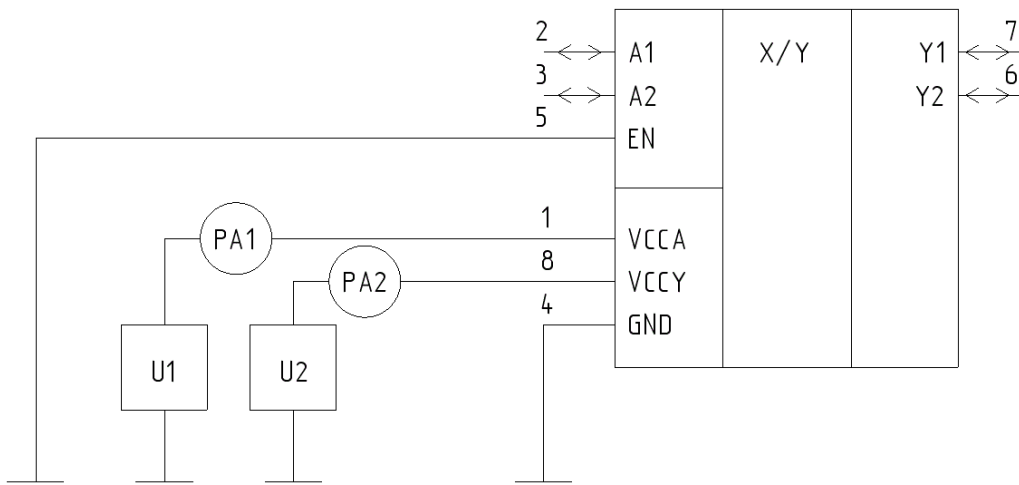 2 A1 X/Y Y1 7
3 A2 Y2 6
5 EN
1 PA1 VCCA
8 PA2 VCCY
4 GND
U1 U2